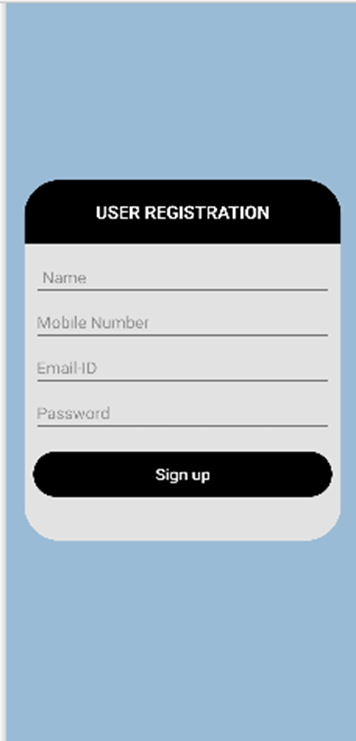 USER REGISTRATION
Name
Mobile Number
Email-ID
Password
Sign up